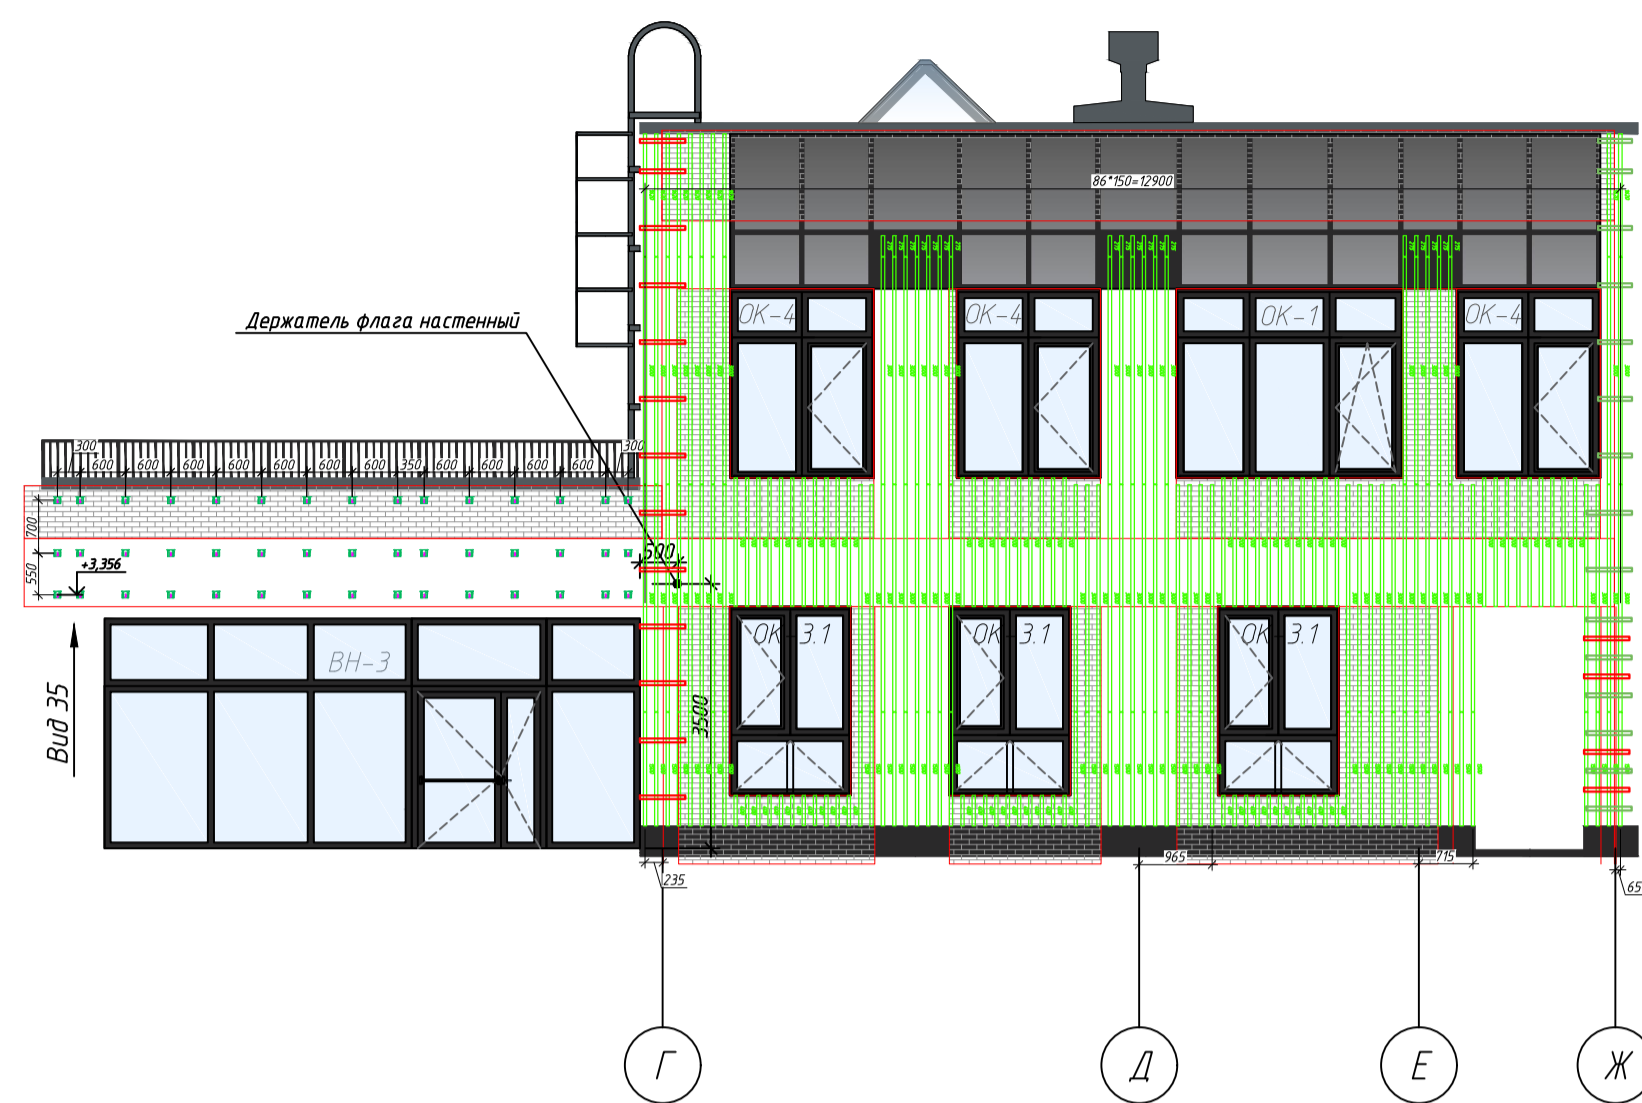 86*150=12900
Держатель флага настенный
ОК-4
ОК-4
ОК-1
ОК-4
300
600 600 600 600 600 600 600 350 600 600 600 600
300
700
550
+3,356
500
3500
Вид 35
ВН-3
ОК-3.1
ОК-3.1
ОК-3.1
235
965
715
65
Г
Д
Е
Ж